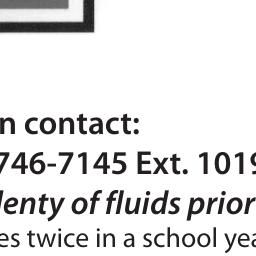 n contact:
746-7145 Ext. 1019
lenty of fluids prior
es twice in a school yea